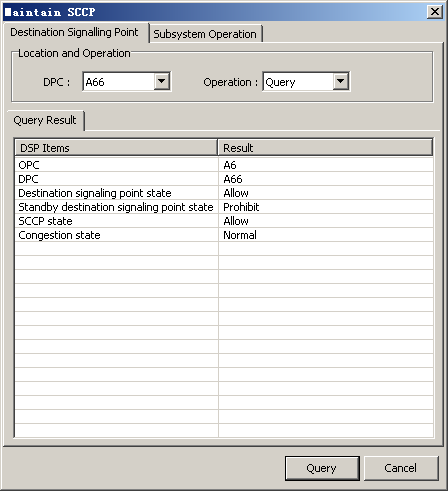 Maintain SCCP
Destination Signalling Point Subsystem Operation
Location and Operation
DPC : A66 Operation : Query
Query Result
DSP Items Result
OPC A6
DPC A66
Destination signaling point state Allow
Standby destination signaling point state Prohibit
SCCP state Allow
Congestion state Normal
Query Cancel